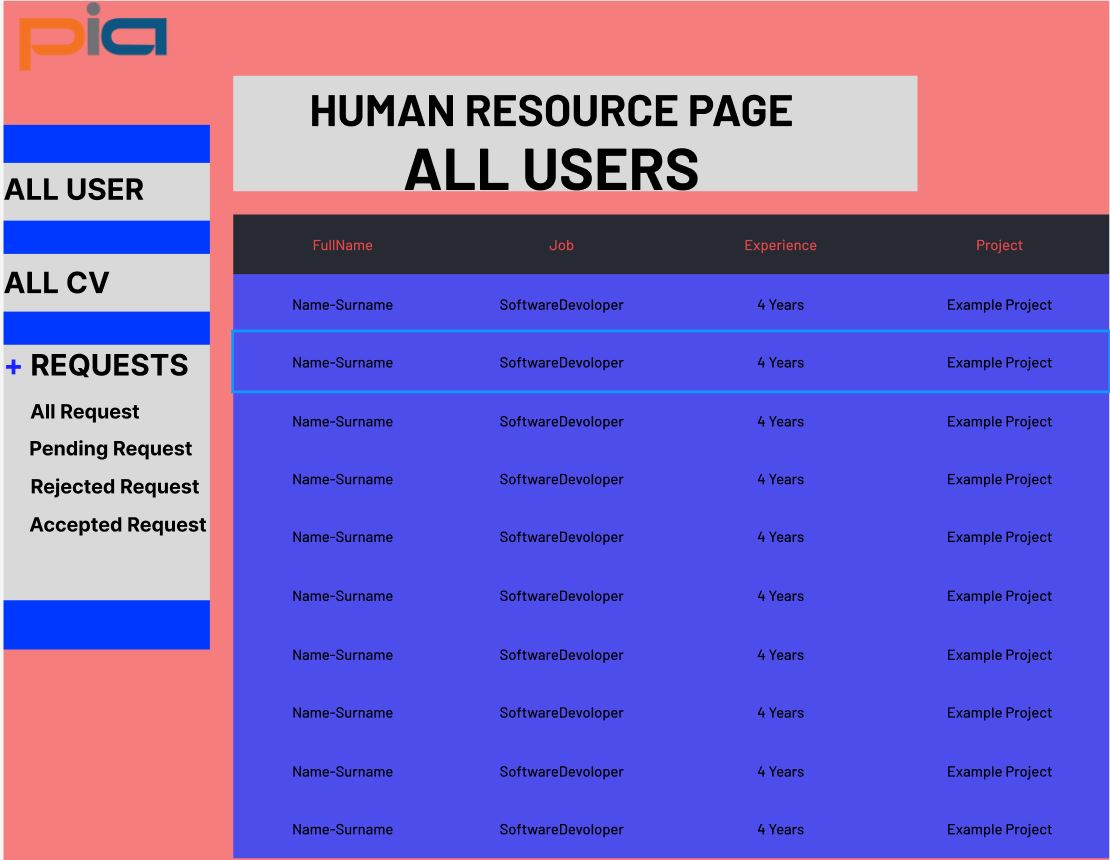 pia
HUMAN RESOURCE PAGE
ALL USERS
ALL USER
ALL CV
+ REQUESTS
All Request
Pending Request
Rejected Request
Accepted Request
FullName Job Experience Project
Name-Surname SoftwareDevoloper 4 Years Example Project
Name-Surname SoftwareDevoloper 4 Years Example Project
Name-Surname SoftwareDevoloper 4 Years Example Project
Name-Surname SoftwareDevoloper 4 Years Example Project
Name-Surname SoftwareDevoloper 4 Years Example Project
Name-Surname SoftwareDevoloper 4 Years Example Project
Name-Surname SoftwareDevoloper 4 Years Example Project
Name-Surname SoftwareDevoloper 4 Years Example Project
Name-Surname SoftwareDevoloper 4 Years Example Project
Name-Surname SoftwareDevoloper 4 Years Example Project